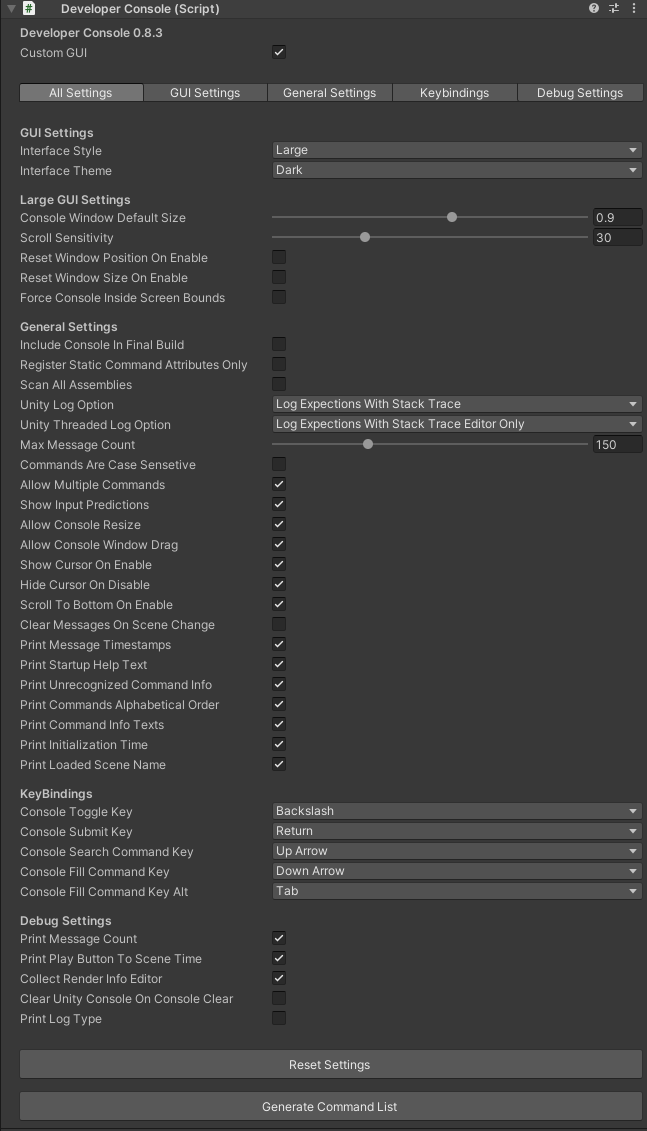 Developer Console (Script)
Developer Console 0.8.3
Custom GUI
All Settings GUI Settings General Settings Keybindings Debug Settings
GUI Settings
Interface Style Large
Interface Theme Dark
Large GUI Settings
Console Window Default Size 0.9
Scroll Sensitivity 30
Reset Window Position On Enable
Reset Window Size On Enable
Force Console Inside Screen Bounds
General Settings
Include Console In Final Build
Register Static Command Attributes Only
Scan All Assemblies
Unity Log Option Log Expections With Stack Trace
Unity Threaded Log Option Log Expections With Stack Trace Editor Only
Max Message Count 150
Commands Are Case Sensetive
Allow Multiple Commands
Show Input Predictions
Allow Console Resize
Allow Console Window Drag
Show Cursor On Enable
Hide Cursor On Disable
Scroll To Bottom On Enable
Clear Messages On Scene Change
Print Message Timestamps
Print Startup Help Text
Print Unrecognized Command Info
Print Commands Alphabetical Order
Print Command Info Texts
Print Initialization Time
Print Loaded Scene Name
KeyBindings
Console Toggle Key Backslash
Console Submit Key Return
Console Search Command Key Up Arrow
Console Fill Command Key Down Arrow
Console Fill Command Key Alt Tab
Debug Settings
Print Message Count
Print Play Button To Scene Time
Collect Render Info Editor
Clear Unity Console On Console Clear
Print Log Type
Reset Settings
Generate Command List